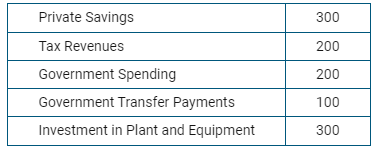 Private Savings 300
Tax Revenues 200
Government Spending 200
Government Transfer Payments 100
Investment in Plant and Equipment 300